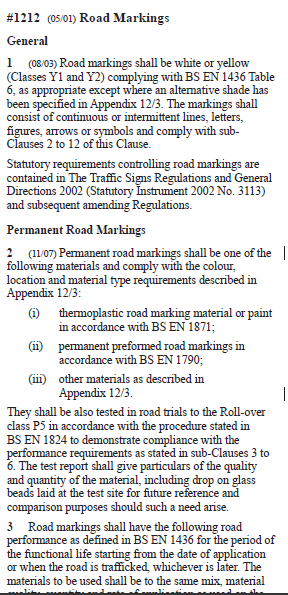 #1212 (05/01) Road Markings
General
1 (08/03) Road markings shall be white or yellow
(Classes Y1 and Y2) complying with BS EN 1436 Table
6, as appropriate except where an alternative shade has
been specified in Appendix 12/3. The markings shall
consist of continuous or intermittent lines, letters,
figures, arrows or symbols and comply with sub-
Clauses 2 to 12 of this Clause.
Statutory requirements controlling road markings are
contained in The Traffic Signs Regulations and General
Directions 2002 (Statutory Instrument 2002 No. 3113)
and subsequent amending Regulations.
Permanent Road Markings
2 (11/07) Permanent road markings shall be one of the
following materials and comply with the colour,
location and material type requirements described in
Appendix 12/3:
(i) thermoplastic road marking material or paint
in accordance with BS EN 1871;
(ii) permanent preformed road markings in
accordance with BS EN 1790;
(iii) other materials as described in
Appendix 12/3.
They shall be also tested in road trials to the Roll-over
class P5 in accordance with the procedure stated in
BS EN 1824 to demonstrate compliance with the
performance requirements as stated in sub-Clauses 3 to
6. The test report shall give particulars of the quality
and quantity of the material, including drop on glass
beads laid at the test site for future reference and
comparison purposes should such a need arise.
3 Road markings shall have the following road
performance as defined in BS EN 1436 for the period of
the functional life starting from the date of application
or when the road is trafficked, whichever is later. The
materials to be used shall be to the same mix, material